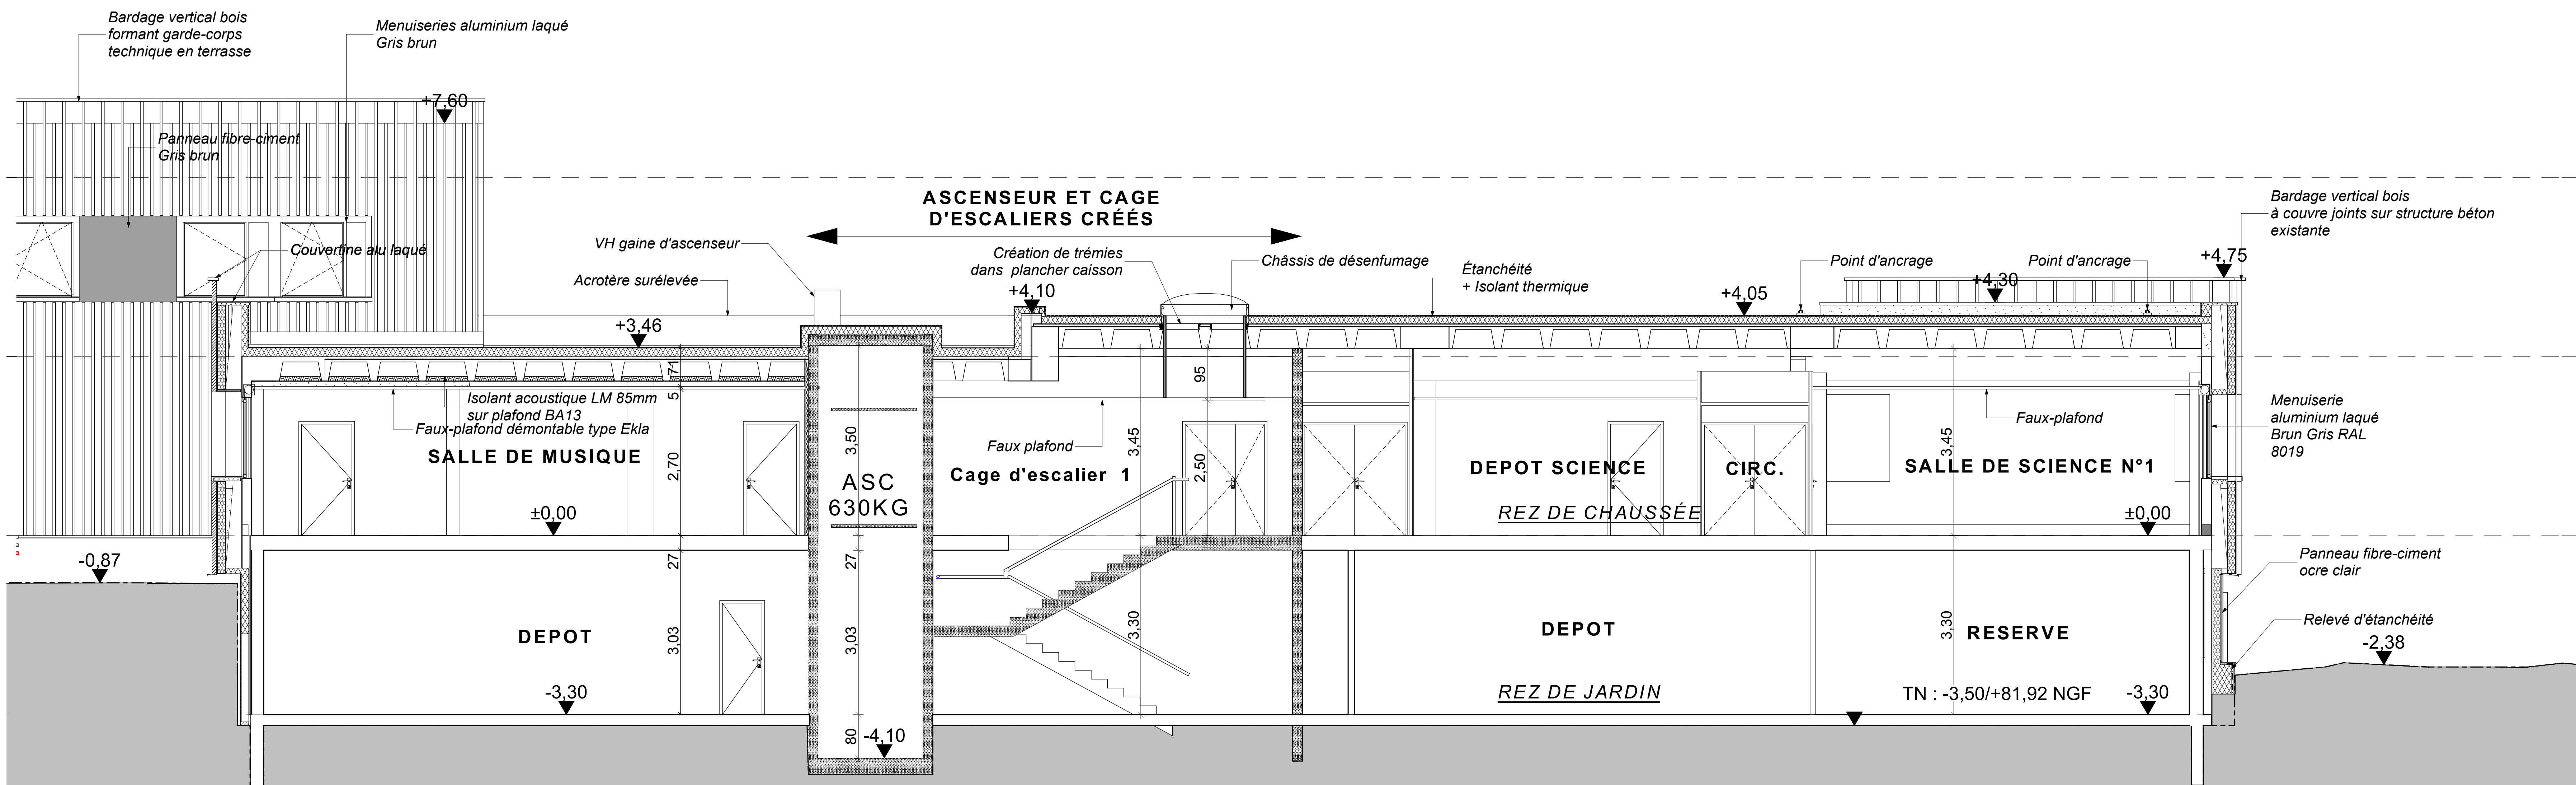 Bardage vertical bois
formant garde-corps
technique en terrasse
Menuiseries aluminium laqué
Gris brun
+7,60
Panneau fibre-ciment
Gris brun
Couvertine alu laqué
ASCENSEUR ET CAGE
D'ESCALIERS CRÉÉS
VH gaine d'ascenseur
Acrotère surélevée
Création de trémies
dans plancher caisson
Châssis de désenfumage
Étanchéité
+ Isolant thermique
Point d'ancrage
Point d'ancrage
Bardage vertical bois
à couvre joints sur structure béton
existante
+4,75
+4,30
+4,05
+4,10
+3,46
71
5
Isolant acoustique LM 85mm
sur plafond BA13
Faux-plafond démontable type Ekla
SALLE DE MUSIQUE
2,70
±0,00
3,50
ASC
630KG
95
Faux plafond
3,45
2,50
Cage d'escalier 1
DEPOT SCIENCE
CIRC.
Faux-plafond
3,45
SALLE DE SCIENCE N°1
REZ DE CHAUSSÉE
±0,00
Menuiserie
aluminium laqué
Brun Gris RAL
8019
3
3
-0,87
27
27
Panneau fibre-ciment
ocre clair
DEPOT
3,03
3,03
3,30
DEPOT
3,30
RESERVE
Relevé d'étanchéité
-2,38
-3,30
REZ DE JARDIN
TN : -3,50/+81,92 NGF
-3,30
80
-4,10